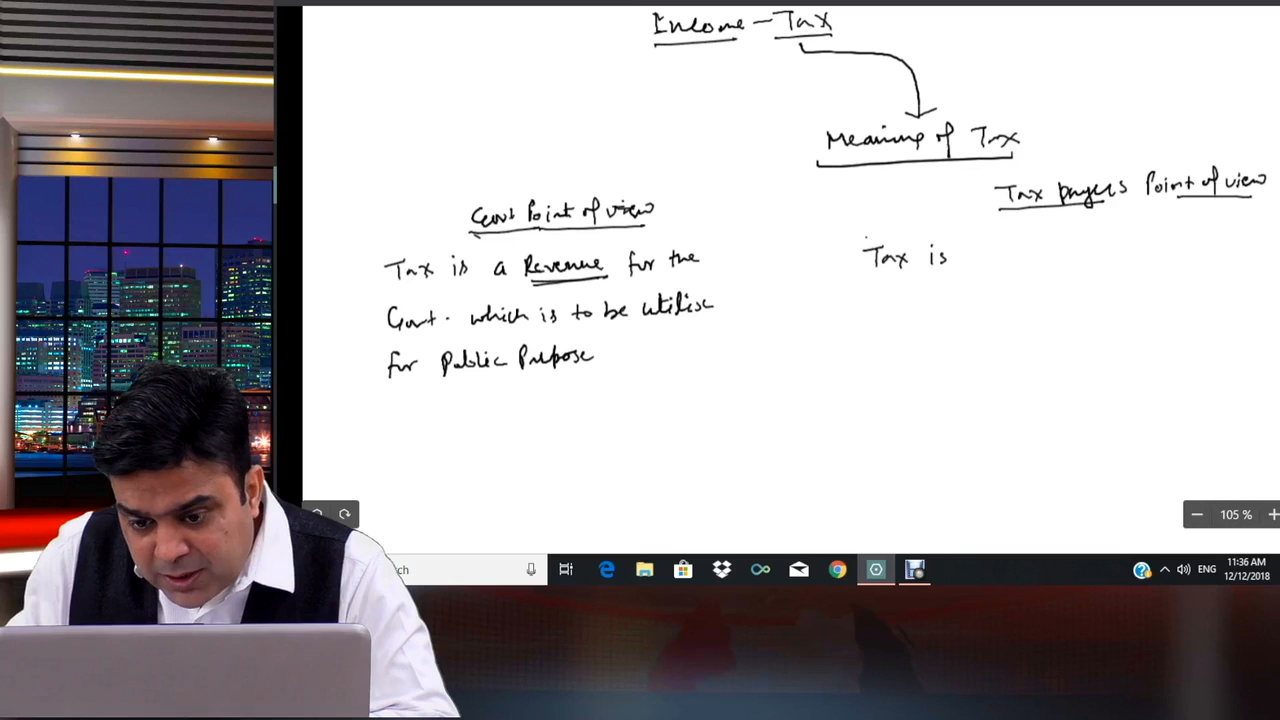 Income - Tax
Meaning of Tax
Tax payers Point of view
Govt Point of view
Tax is a Revenue for the
Govt. which is to be utilise
for Public Purpose
Tax is
105 %
ch
ENG
11:36 AM
12/12/2018